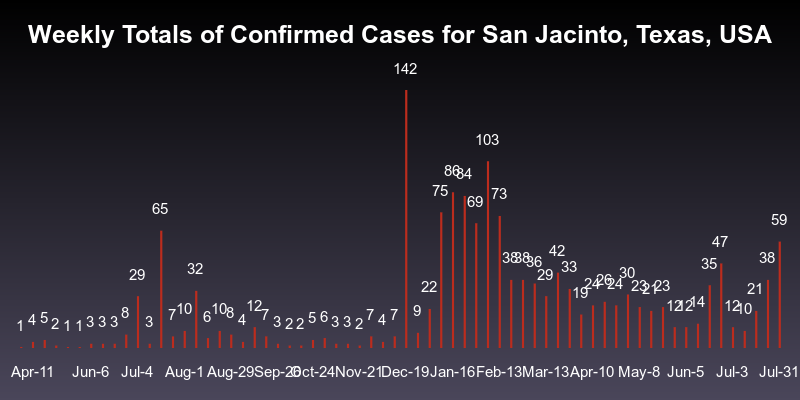 Weekly Totals of Confirmed Cases for San Jacinto, Texas, USA
1 4 5 2 1 1 3 3 3 8 29 3 65 7 10 32 6 10 8 4 12 7 3 2 2 5 6 3 3 2 7 4 7 142 9 22 75 86 84 69 103 73 38 38 36 29 42 33 19 24 26 24 30 23 21 23 12 12 14 35 47 12 10 21 38 59
Apr-11 Jun-6 Jul-4 Aug-1 Aug-29 Sep-26 Oct-24 Nov-21 Dec-19 Jan-16 Feb-13 Mar-13 Apr-10 May-8 Jun-5 Jul-3 Jul-31